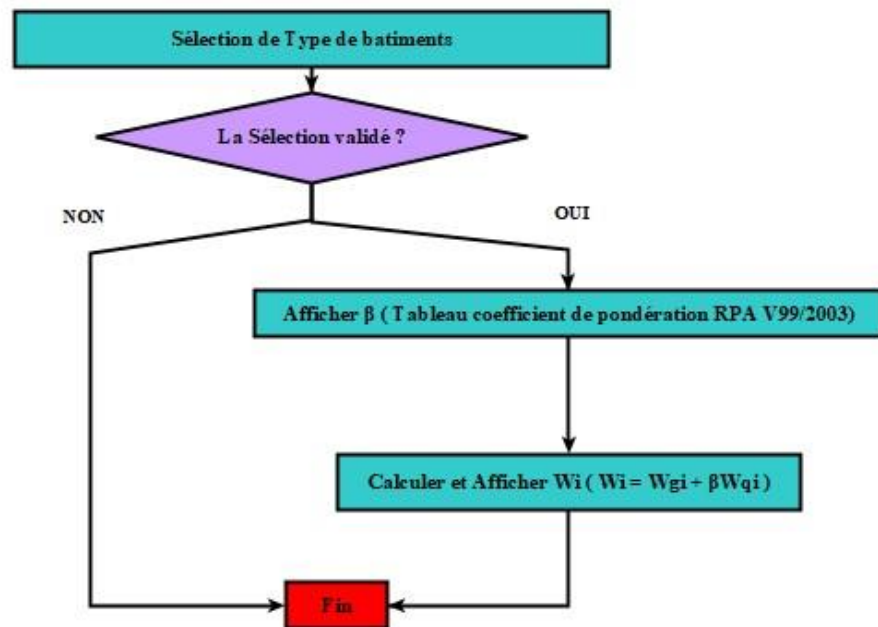 Sélection de Type de batiments
La Sélection validé ?
NON
OUI
Afficher β ( Tableau coefficient de pondération RPA V99/2003)
Calculer et Afficher Wi ( Wi = Wgi + βWqi )
Fin